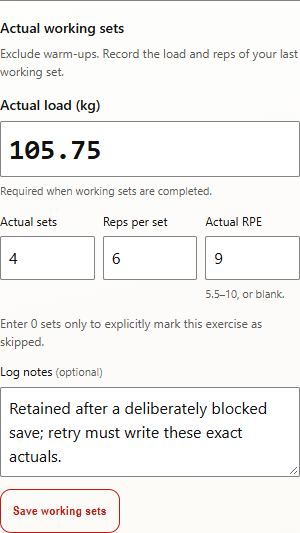 Actual working sets
Exclude warm-ups. Record the load and reps of your last
working set.
Actual load (kg)
105.75
Required when working sets are completed.
Actual sets
Reps per set
Actual RPE
4
6
9
5.5–10, or blank.
Enter 0 sets only to explicitly mark this exercise as
skipped.
Log notes (optional)
Retained after a deliberately blocked
save; retry must write these exact
actuals.
Save working sets